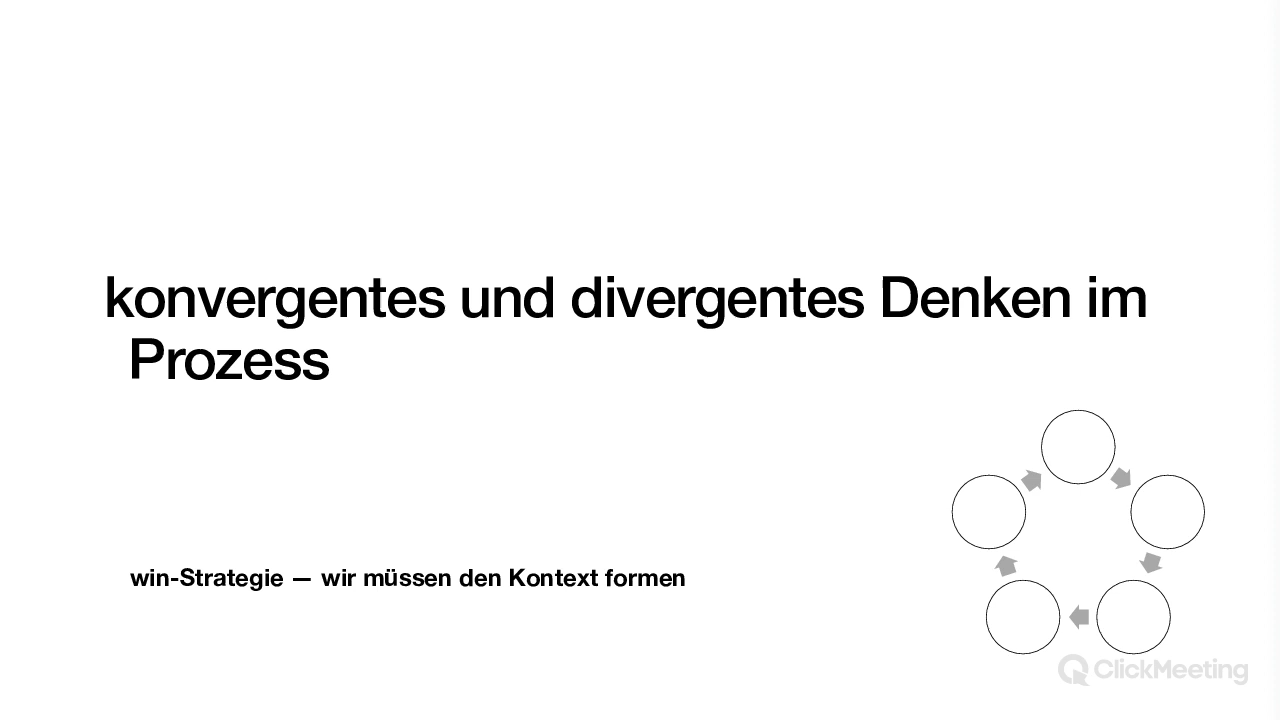 konvergentes und divergentes Denken im
Prozess
win-Strategie — wir müssen den Kontext formen
ClickMeeting